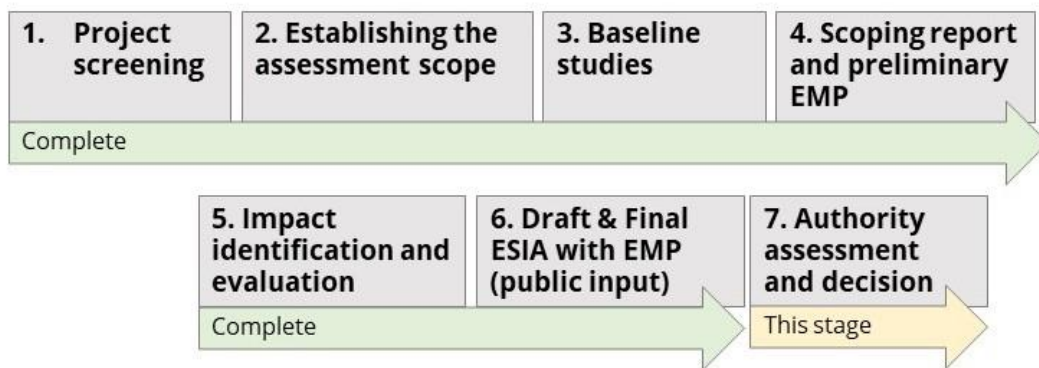 1. Project
screening
2. Establishing the
assessment scope
3. Baseline
studies
4. Scoping report
and preliminary
EMP
Complete
5. Impact
identification and
evaluation
6. Draft & Final
ESIA with EMP
(public input)
7. Authority
assessment
and decision
Complete
This stage